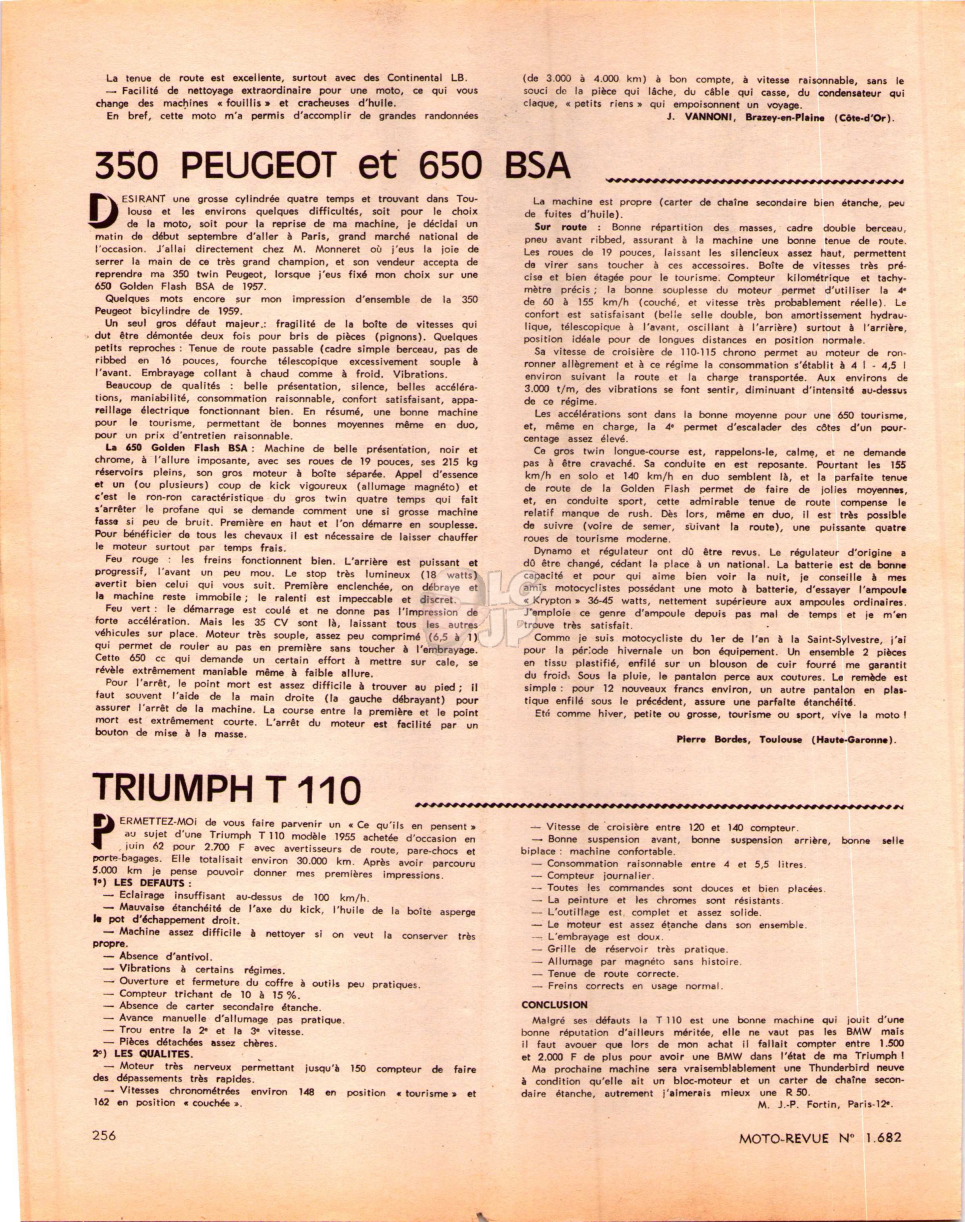 La tenue de route est excellente, surtout avec des Continental LB.
— Facilité de nettoyage extraordinaire pour une moto, ce qui vous
change des machines « fouillis » et cracheuses d'huile.
En bref, cette moto m'a permis d'accomplir de grandes randonnées
(de 3.000 à 4.000 km) à bon compte, à vitesse raisonnable, sans le
souci de la pièce qui lâche, du câble qui casse, du condensateur qui
claque, « petits riens » qui empoisonnent un voyage.
J. VANNONI, Brazey-en-Plaine (Côte-d'Or).
350 PEUGEOT et 650 BSA
DESIRANT une grosse cylindrée quatre temps et trouvant dans Tou-
louse et les environs quelques difficultés, soit pour le choix
de la moto, soit pour la reprise de ma machine, je décidai un
matin de début septembre d'aller à Paris, grand marché national de
l'occasion. J'allai directement chez M. Monneret où j'eus la joie de
serrer la main de ce très grand champion, et son vendeur accepta de
reprendre ma 350 twin Peugeot, lorsque j'eus fixé mon choix sur une
650 Golden Flash BSA de 1957.
Quelques mots encore sur mon impression d'ensemble de la 350
Peugeot bicylindre de 1959.
Un seul gros défaut majeur.: fragilité de la boîte de vitesses qui
dut être démontée deux fois pour bris de pièces (pignons). Quelques
petits reproches : Tenue de route passable (cadre simple berceau, pas de
ribbed en 16 pouces, fourche télescopique excessivement souple à
l'avant. Embrayage collant à chaud comme à froid. Vibrations.
Beaucoup de qualités : belle présentation, silence, belles accéléra-
tions, maniabilité, consommation raisonnable, confort satisfaisant, appa-
reillage électrique fonctionnant bien. En résumé, une bonne machine
pour le tourisme, permettant de bonnes moyennes même en duo,
pour un prix d'entretien raisonnable.
La 650 Golden Flash BSA : Machine de belle présentation, noir et
chrome, à l'allure imposante, avec ses roues de 19 pouces, ses 215 kg
réservoirs pleins, son gros moteur à boîte séparée. Appel d'essence
et un (ou plusieurs) coup de kick vigoureux (allumage magnéto) et
c'est le ron-ron caractéristique du gros twin quatre temps qui fait
s'arrêter le profane qui se demande comment une si grosse machine
fasse si peu de bruit. Première en haut et l'on démarre en souplesse.
Pour bénéficier de tous les chevaux il est nécessaire de laisser chauffer
le moteur surtout par temps frais.
Feu rouge : les freins fonctionnent bien. L'arrière est puissant et
progressif, l'avant un peu mou. Le stop très lumineux (18 watts)
avertit bien celui qui vous suit. Première enclenchée, on débraye et
la machine reste immobile; le ralenti est impeccable et discret.
Feu vert : le démarrage est coulé et ne donne pas l'impression de
forte accélération. Mais les 35 CV sont là, laissant tous les autres
véhicules sur place. Moteur très souple, assez peu comprimé (6,5 à 1)
qui permet de rouler au pas en première sans toucher à l'embrayage.
Cette 650 cc qui demande un certain effort à mettre sur cale, se
révèle extrêmement maniable même à faible allure.
Pour l'arrêt, le point mort est assez difficile à trouver au pied; il
faut souvent l'aide de la main droite (la gauche débrayant) pour
assurer l'arrêt de la machine. La course entre la première et le point
mort est extrêmement courte. L'arrêt du moteur est facilité par un
bouton de mise à la masse.
La machine est propre (carter de chaîne secondaire bien étanche, peu
de fuites d'huile).
Sur route : Bonne répartition des masses, cadre double berceau,
pneu avant ribbed, assurant à la machine une bonne tenue de route.
Les roues de 19 pouces, laissant les silencieux assez haut, permettent
de virer sans toucher à ces accessoires. Boîte de vitesses très pré-
cise et bien étagée pour le tourisme. Compteur kilométrique et tachy-
mètre précis; la bonne souplesse du moteur permet d'utiliser la 4e
de 60 à 155 km/h (couché, et vitesse très probablement réelle). Le
confort est satisfaisant (belle selle double, bon amortissement hydrau-
lique, télescopique à l'avant, oscillant à l'arrière) surtout à l'arrière,
position idéale pour de longues distances en position normale.
Sa vitesse de croisière de 110-115 chrono permet au moteur de ron-
ronner allègrement et à ce régime la consommation s'établit à 4 l - 4,5 l
environ suivant la route et la charge transportée. Aux environs de
3.000 t/m, des vibrations se font sentir, diminuant d'intensité au-dessus
de ce régime.
Les accélérations sont dans la bonne moyenne pour une 650 tourisme,
et, même en charge, la 4e permet d'escalader des côtes d'un pour-
centage assez élevé.
Ce gros twin longue-course est, rappelons-le, calme, et ne demande
pas à être cravaché. Sa conduite en est reposante. Pourtant les 155
km/h en solo et 140 km/h en duo semblent là, et la parfaite tenue
de route de la Golden Flash permet de faire de jolies moyennes,
et, en conduite sport, cette admirable tenue de route compense le
relatif manque de rush. Dès lors, même en duo, il est très possible
de suivre (voire de semer, suivant la route), une puissante quatre
roues de tourisme moderne.
Dynamo et régulateur ont dû être revus. Le régulateur d'origine a
dû être changé, cédant la place à un national. La batterie est de bonne
capacité et pour qui aime bien voir la nuit, je conseille à mes
amis motocyclistes possédant une moto à batterie, d'essayer l'ampoule
« Krypton » 36-45 watts, nettement supérieure aux ampoules ordinaires.
J'emploie ce genre d'ampoule depuis pas mal de temps et je m'en
trouve très satisfait.
Comme je suis motocycliste du 1er de l'an à la Saint-Sylvestre, j'ai
pour la période hivernale un bon équipement. Un ensemble 2 pièces
en tissu plastifié, enfilé sur un blouson de cuir fourré me garantit
du froid. Sous la pluie, le pantalon perce aux coutures. Le remède est
simple : pour 12 nouveaux francs environ, un autre pantalon en plas-
tique enfilé sous le précédent, assure une parfaite étanchéité.
Eté comme hiver, petite ou grosse, tourisme ou sport, vive la moto !
Pierre Bordes, Toulouse (Haute-Garonne).
TRIUMPH T 110
PERMETTEZ-MOI de vous faire parvenir un « Ce qu'ils en pensent »
au sujet d'une Triumph T 110 modèle 1955 achetée d'occasion en
juin 62 pour 2.700 F avec avertisseurs de route, pare-chocs et
porte-bagages. Elle totalisait environ 30.000 km. Après avoir parcouru
5.000 km je pense pouvoir donner mes premières impressions.
1°) LES DEFAUTS :
— Eclairage insuffisant au-dessus de 100 km/h.
— Mauvaise étanchéité de l'axe du kick, l'huile de la boîte asperge
le pot d'échappement droit.
— Machine assez difficile à nettoyer si on veut la conserver très
propre.
— Absence d'antivol.
— Vibrations à certains régimes.
— Ouverture et fermeture du coffre à outils peu pratiques.
— Compteur trichant de 10 à 15 %.
— Absence de carter secondaire étanche.
— Avance manuelle d'allumage pas pratique.
— Trou entre la 2e et la 3e vitesse.
— Pièces détachées assez chères.
2°) LES QUALITES.
— Moteur très nerveux permettant jusqu'à 150 compteur de faire
des dépassements très rapides.
— Vitesses chronométrées environ 148 en position « tourisme » et
162 en position « couchée ».
— Vitesse de croisière entre 120 et 140 compteur.
— Bonne suspension avant, bonne suspension arrière, bonne selle
biplace : machine confortable.
— Consommation raisonnable entre 4 et 5,5 litres.
— Compteur journalier.
— Toutes les commandes sont douces et bien placées.
— La peinture et les chromes sont résistants.
— L'outillage est complet et assez solide.
— Le moteur est assez étanche dans son ensemble.
— L'embrayage est doux.
— Grille de réservoir très pratique.
— Allumage par magnéto sans histoire.
— Tenue de route correcte.
— Freins corrects en usage normal.
CONCLUSION
Malgré ses défauts la T 110 est une bonne machine qui jouit d'une
bonne réputation d'ailleurs méritée, elle ne vaut pas les BMW mais
il faut avouer que lors de mon achat il fallait compter entre 1.500
et 2.000 F de plus pour avoir une BMW dans l'état de ma Triumph !
Ma prochaine machine sera vraisemblablement une Thunderbird neuve
à condition qu'elle ait un bloc-moteur et un carter de chaîne secon-
daire étanche, autrement j'aimerais mieux une R 50.
M. J.-P. Fortin, Paris-12e.
256
MOTO-REVUE N° 1.682